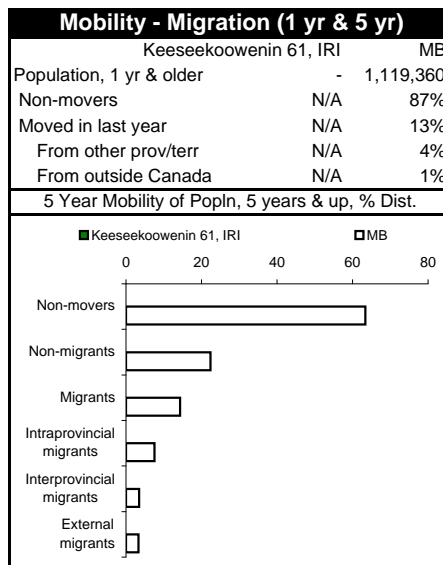 Mobility - Migration (1 yr & 5 yr)
Keeseekoowenin 61, IRI MB
Population, 1 yr & older - 1,119,360
Non-movers N/A 87%
Moved in last year N/A 13%
From other prov/terr N/A 4%
From outside Canada N/A 1%
5 Year Mobility of Popln, 5 years & up, % Dist.
Keeseekoowenin 61, IRI MB
0 20 40 60 80
Non-movers
Non-migrants
Migrants
Intraprovincial
migrants
Interprovincial
migrants
External
migrants